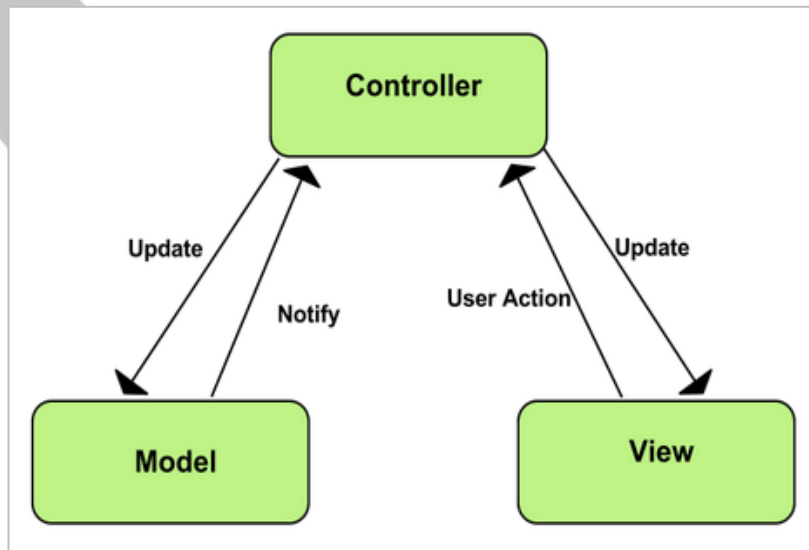 Controller
Update
Update
User Action
Notify
Model
View